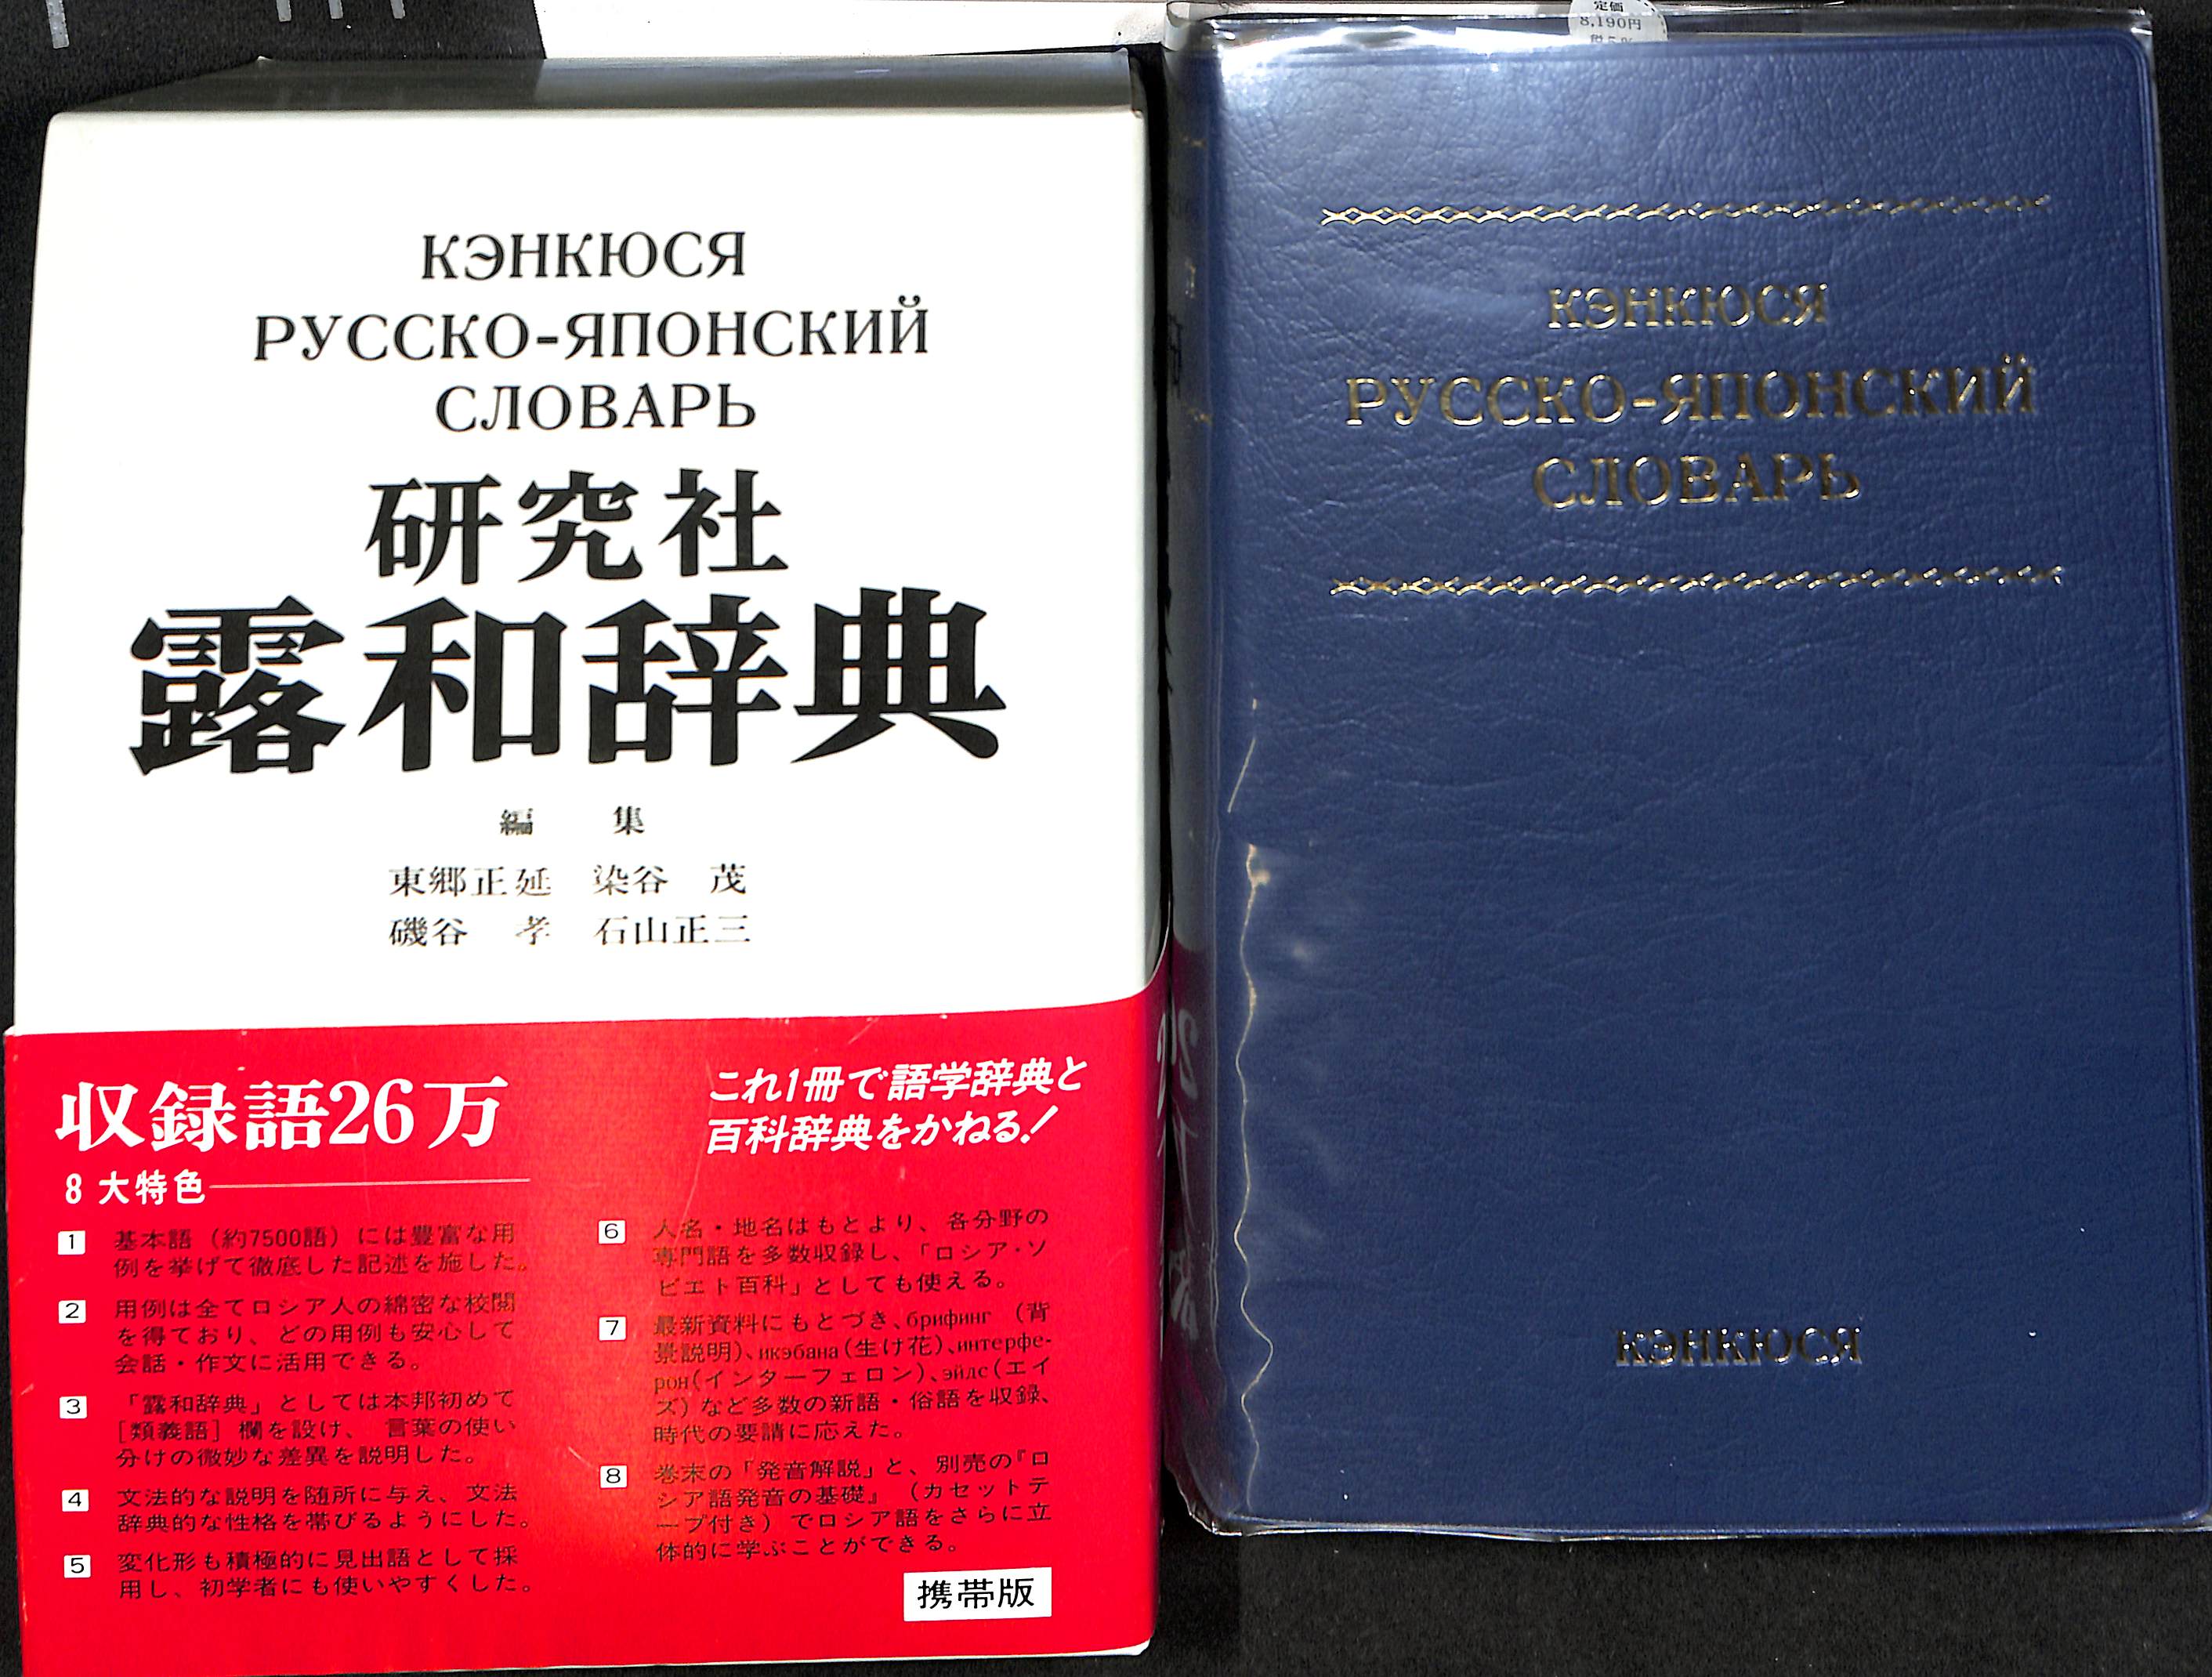 КЭНКЮСЯ
РУССКО-ЯПОНСКИЙ
СЛОВАРЬ
研究社
露和辞典
編 集
東郷正延 染谷 茂
磯谷 孝 石山正三
収録語26万
これ1冊で語学辞典と
百科辞典をかねる!
8 大特色
1 基本語（約7500語）には豊富な用
例を挙げて徹底した記述を施した。
2 用例は全てロシア人の綿密な校閲
を得ており、どの用例も安心して
会話・作文に活用できる。
3 「露和辞典」としては本邦初めて
［類義語］欄を設け、言葉の使い
分けの微妙な差異を説明した。
4 文法的な説明を随所に与え、文法
辞典的な性格を帯びるようにした。
5 変化形も積極的に見出語として採
用し、初学者にも使いやすくした。
6 人名・地名はもとより、各分野の
専門語を多数収録し、「ロシア・ソ
ビエト百科」としても使える。
7 最新資料にもとづき、брифинг（背
景説明）、икэбана（生け花）、интерфе-
рон（インターフェロン）、эйдс（エイ
ズ）など多数の新語・俗語を収録、
時代の要請に応えた。
8 巻末の「発音解説」と、別売の『ロ
シア語発音の基礎』（カセットテ
ープ付き）でロシア語をさらに立
体的に学ぶことができる。
携帯版
定価
8,190円
КЭНКЮСЯ
РУССКО-ЯПОНСКИЙ
СЛОВАРЬ
КЭНКЮСЯ